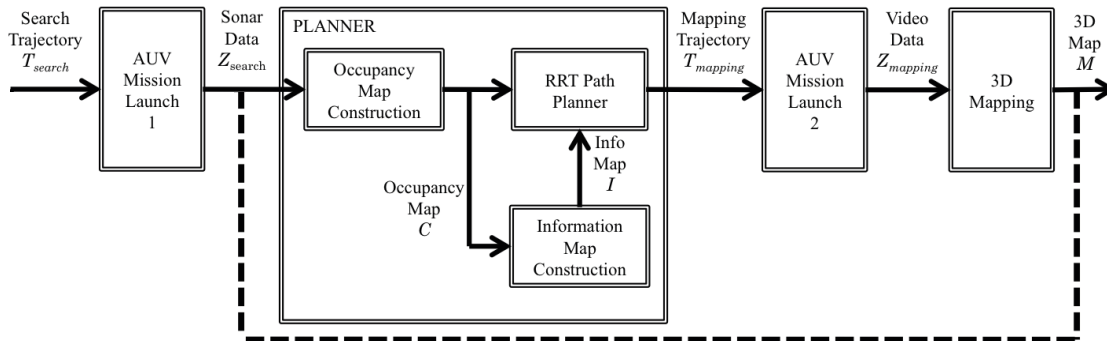 Search
Trajectory
T_search
AUV
Mission
Launch
1
Sonar
Data
Z_search
PLANNER
Occupancy
Map
Construction
RRT Path
Planner
Occupancy
Map
C
Info
Map
I
Information
Map
Construction
Mapping
Trajectory
T_mapping
AUV
Mission
Launch
2
Video
Data
Z_mapping
3D
Mapping
3D
Map
M